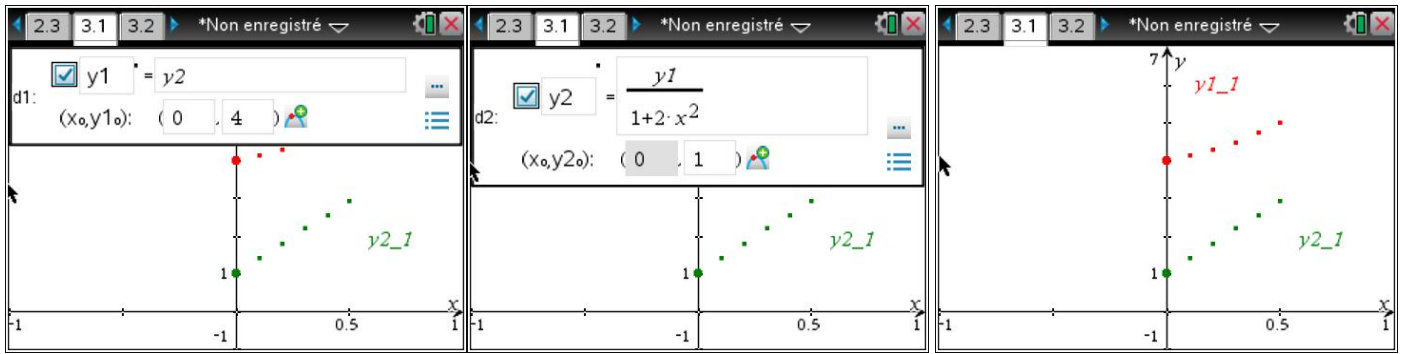 2.3 3.1 3.2 *Non enregistré
d1: y1˙ = y2
(x₀,y1₀): ( 0 , 4 )
y2_1
1
-1 0.5 x 1
-1
2.3 3.1 3.2 *Non enregistré
d2: y2˙ = y1 / 1+2·x²
(x₀,y2₀): ( 0 , 1 )
y2_1
1
-1 0.5 x 1
-1
2.3 3.1 3.2 *Non enregistré
7 y
y1_1
y2_1
1
-1 0.5 x 1
-1